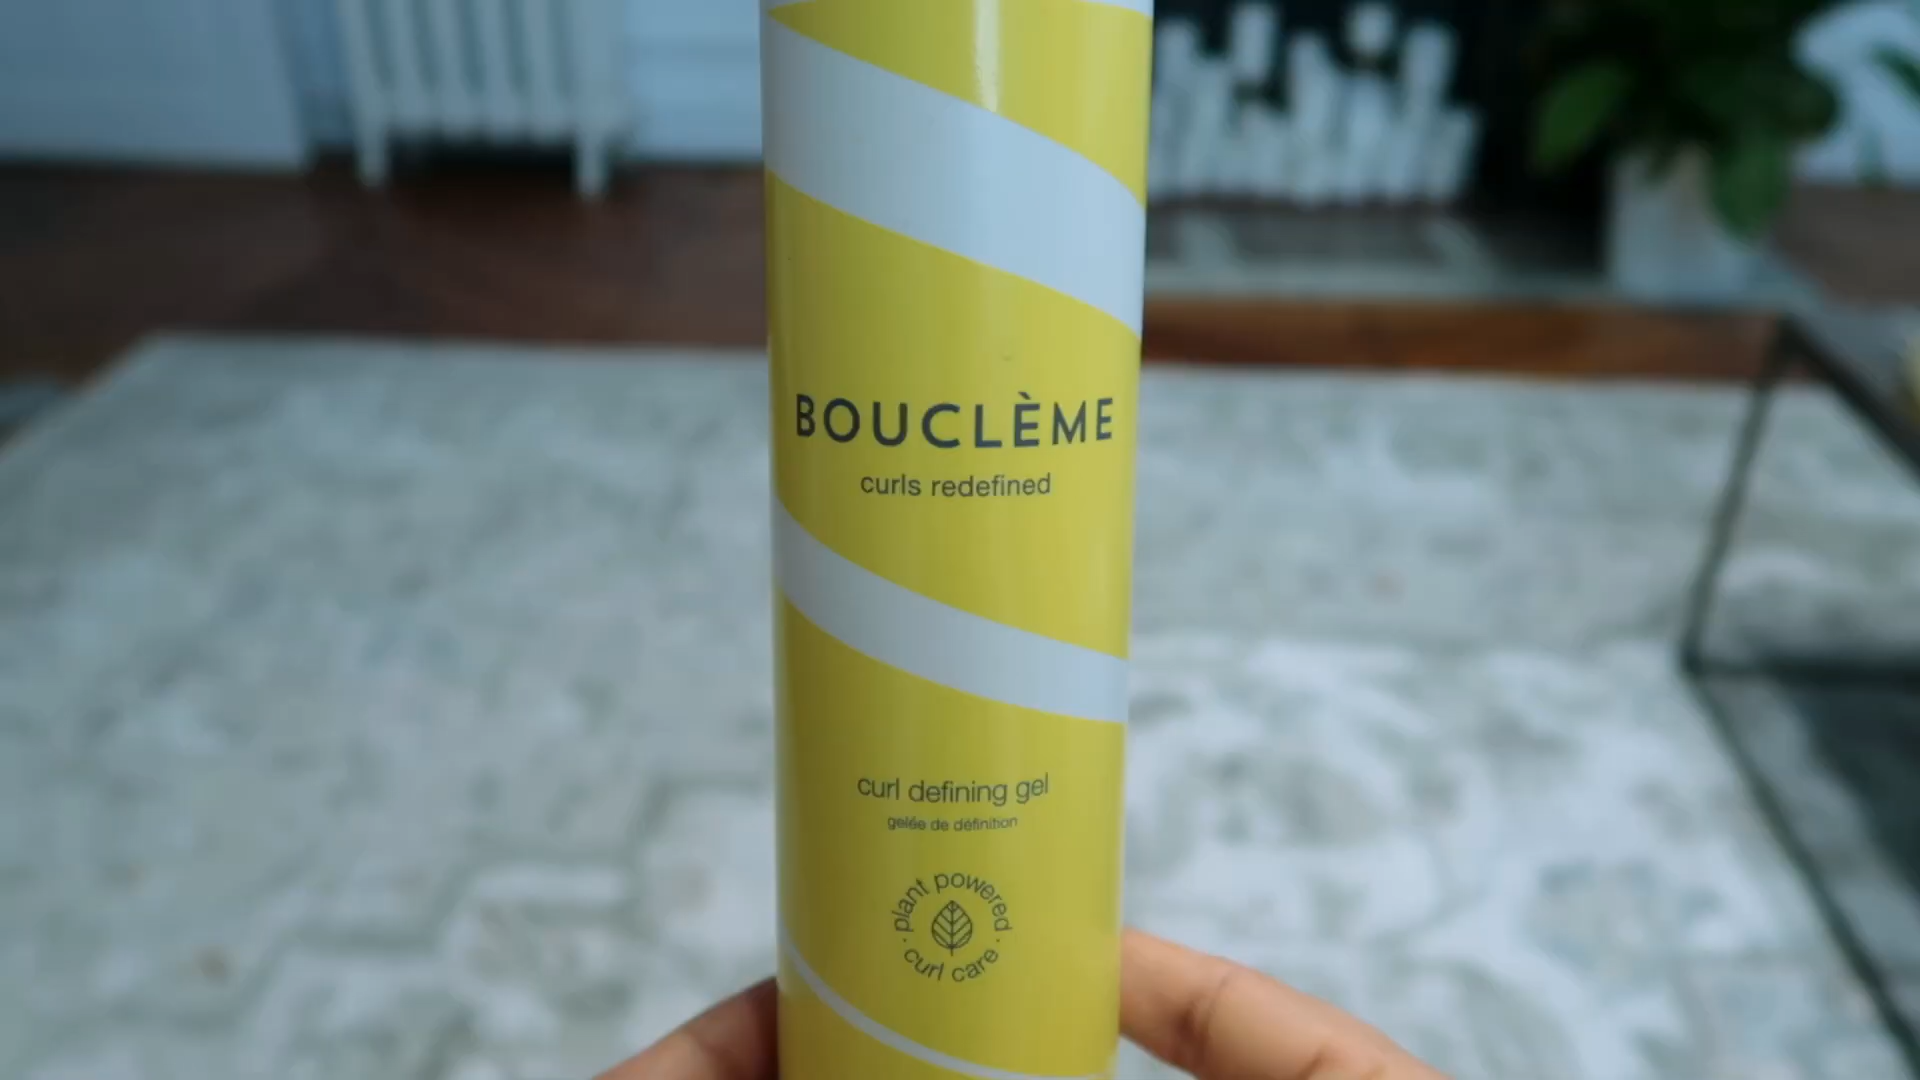 BOUCLÈME
curls redefined
curl defining gel
gelée de définition
plant powered
· curl care ·